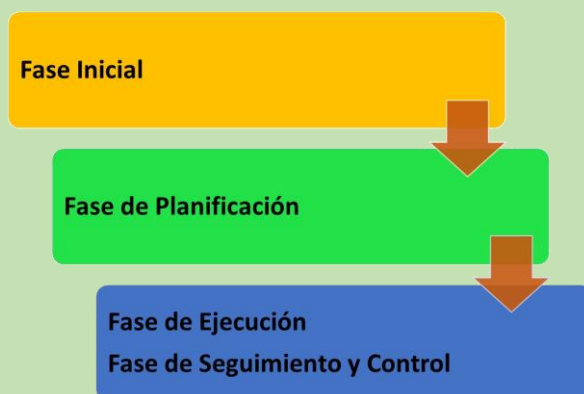 Fase Inicial
Fase de Planificación
Fase de Ejecución
Fase de Seguimiento y Control